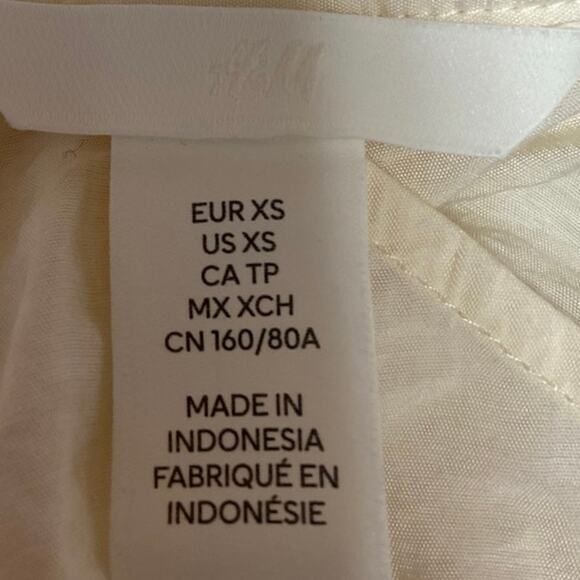 H&M
EUR XS
US XS
CA TP
MX XCH
CN 160/80A
MADE IN
INDONESIA
FABRIQUÉ EN
INDONÉSIE